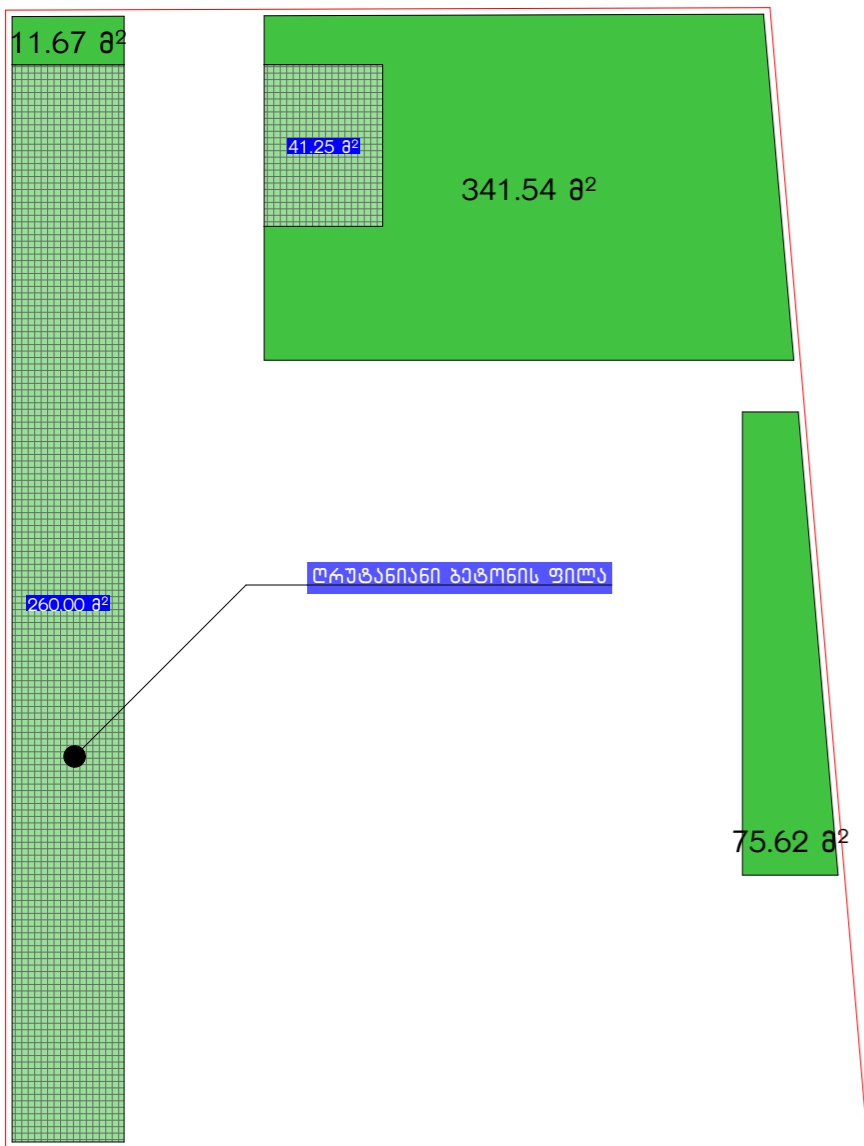 11.67 მ²
41.25 მ²
341.54 მ²
ღრუტანიანი ბეტონის ფილა
260.00 მ²
75.62 მ²